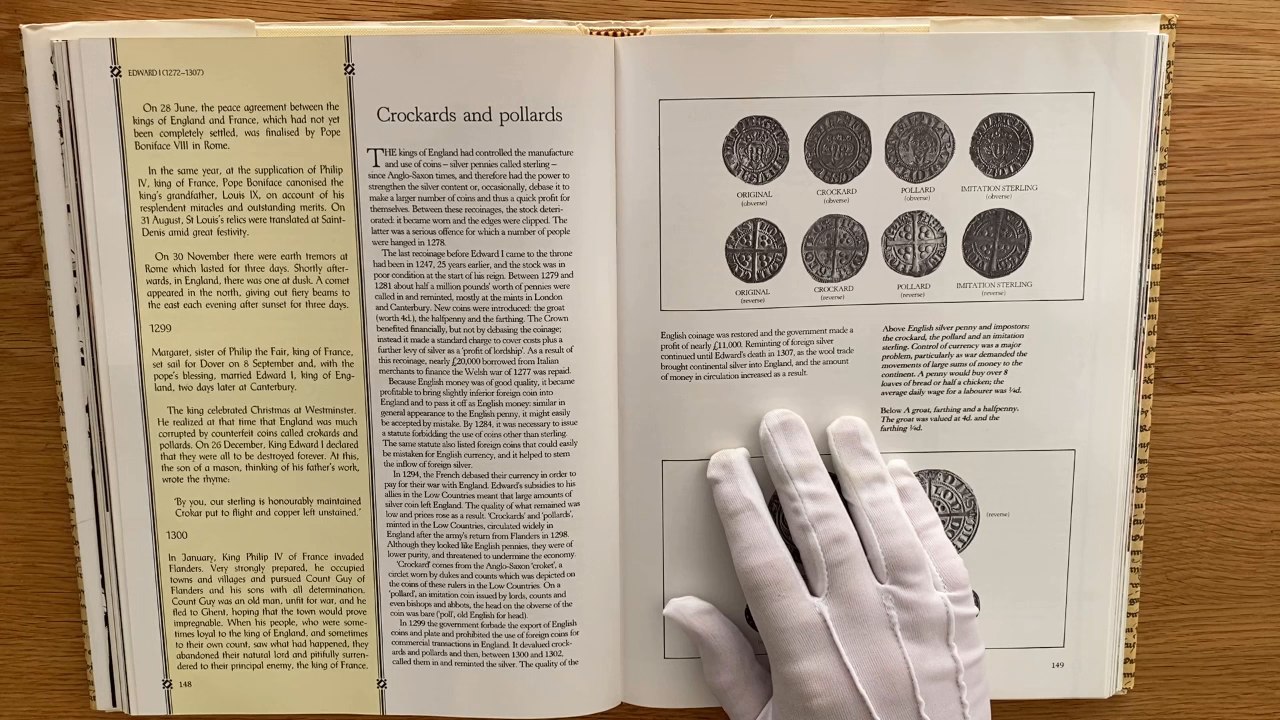 EDWARD I (1272–1307)
On 28 June, the peace agreement between the
kings of England and France, which had not yet
been completely settled, was finalised by Pope
Boniface VIII in Rome.
In the same year, at the supplication of Philip
IV, king of France, Pope Boniface canonised the
king's grandfather, Louis IX, on account of his
resplendent miracles and outstanding merits. On
31 August, St Louis's relics were translated at Saint-
Denis amid great festivity.
On 30 November there were earth tremors at
Rome which lasted for three days. Shortly after-
wards, in England, there was one at dusk. A comet
appeared in the north, giving out fiery beams to
the east each evening after sunset for three days.
1299
Margaret, sister of Philip the Fair, king of France,
set sail for Dover on 8 September and, with the
pope's blessing, married Edward I, king of Eng-
land, two days later at Canterbury.
The king celebrated Christmas at Westminster.
He realized at that time that England was much
corrupted by counterfeit coins called crokards and
pollards. On 26 December, King Edward I declared
that they were all to be destroyed forever. At this,
the son of a mason, thinking of his father's work,
wrote the rhyme:
'By you, our sterling is honourably maintained
Crokar put to flight and copper left unstained.'
1300
In January, King Philip IV of France invaded
Flanders. Very strongly prepared, he occupied
towns and villages and pursued Count Guy of
Flanders and his sons with all determination.
Count Guy was an old man, unfit for war, and he
fled to Ghent, hoping that the town would prove
impregnable. When his people, who were some-
times loyal to the king of England, and sometimes
to their own count, saw what had happened, they
abandoned their natural lord and pitifully surren-
dered to their principal enemy, the king of France.
148
Crockards and pollards
THE kings of England had controlled the manufacture
and use of coins – silver pennies called sterling –
since Anglo-Saxon times, and therefore had the power to
strengthen the silver content or, occasionally, debase it to
make a larger number of coins and thus a quick profit for
themselves. Between these recoinages, the stock deteri-
orated: it became worn and the edges were clipped. The
latter was a serious offence for which a number of people
were hanged in 1278.
The last recoinage before Edward I came to the throne
had been in 1247, 25 years earlier, and the stock was in
poor condition at the start of his reign. Between 1279 and
1281 about half a million pounds' worth of pennies were
called in and reminted, mostly at the mints in London
and Canterbury. New coins were introduced: the groat
(worth 4d.), the halfpenny and the farthing. The Crown
benefited financially, but not by debasing the coinage;
instead it made a standard charge to cover costs plus a
further levy of silver as a 'profit of lordship'. As a result of
this recoinage, nearly £20,000 borrowed from Italian
merchants to finance the Welsh war of 1277 was repaid.
Because English money was of good quality, it became
profitable to bring slightly inferior foreign coin into
England and to pass it off as English money: similar in
general appearance to the English penny, it might easily
be accepted by mistake. By 1284, it was necessary to issue
a statute forbidding the use of coins other than sterling.
The same statute also listed foreign coins that could easily
be mistaken for English currency, and it helped to stem
the inflow of foreign silver.
In 1294, the French debased their currency in order to
pay for their war with England. Edward's subsidies to his
allies in the Low Countries meant that large amounts of
silver coin left England. The quality of what remained was
low and prices rose as a result. 'Crockards' and 'pollards',
minted in the Low Countries, circulated widely in
England after the army's return from Flanders in 1298.
Although they looked like English pennies, they were of
lower purity, and threatened to undermine the economy.
'Crockard' comes from the Anglo-Saxon 'croket', a
circlet worn by dukes and counts which was depicted on
the coins of these rulers in the Low Countries. On a
'pollard', an imitation coin issued by lords, counts and
even bishops and abbots, the head on the obverse of the
coin was bare ('poll', old English for head).
In 1299 the government forbade the export of English
coins and plate and prohibited the use of foreign coins for
commercial transactions in England. It devalued crock-
ards and pollards and then, between 1300 and 1302,
called them in and reminted the silver. The quality of the
ORIGINAL
(obverse)
CROCKARD
(obverse)
POLLARD
(obverse)
IMITATION STERLING
(obverse)
ORIGINAL
(reverse)
CROCKARD
(reverse)
POLLARD
(reverse)
IMITATION STERLING
(reverse)
English coinage was restored and the government made a
profit of nearly £11,000. Reminting of foreign silver
continued until Edward's death in 1307, as the wool trade
brought continental silver into England, and the amount
of money in circulation increased as a result.
Above English silver penny and impostors:
the crockard, the pollard and an imitation
sterling. Control of currency was a major
problem, particularly as war demanded the
movements of large sums of money to the
continent. A penny would buy over 8
loaves of bread or half a chicken; the
average daily wage for a labourer was ¾d.
Below A groat, farthing and a halfpenny.
The groat was valued at 4d. and the
farthing ¼d.
(reverse)
149